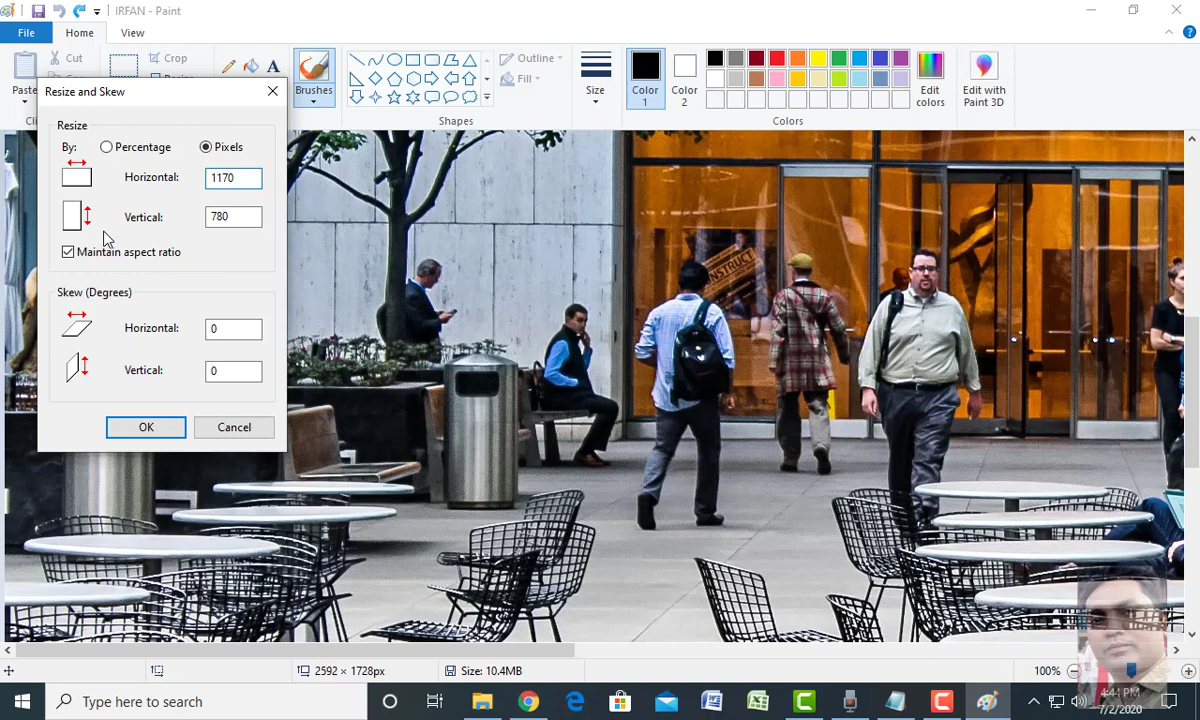 IRFAN - Paint
File
Home
View
Paste
Cut
Crop
Brushes
Outline
Fill
Shapes
Size
Color
1
Color
2
Edit
colors
Edit with
Paint 3D
Colors
Resize and Skew
Resize
By:
Percentage
Pixels
Horizontal:
1170
Vertical:
780
Maintain aspect ratio
Skew (Degrees)
Horizontal:
0
Vertical:
0
OK
Cancel
NSTRUCT
2592 × 1728px
Size: 10.4MB
100%
Type here to search
4:44 PM
7/2/2020